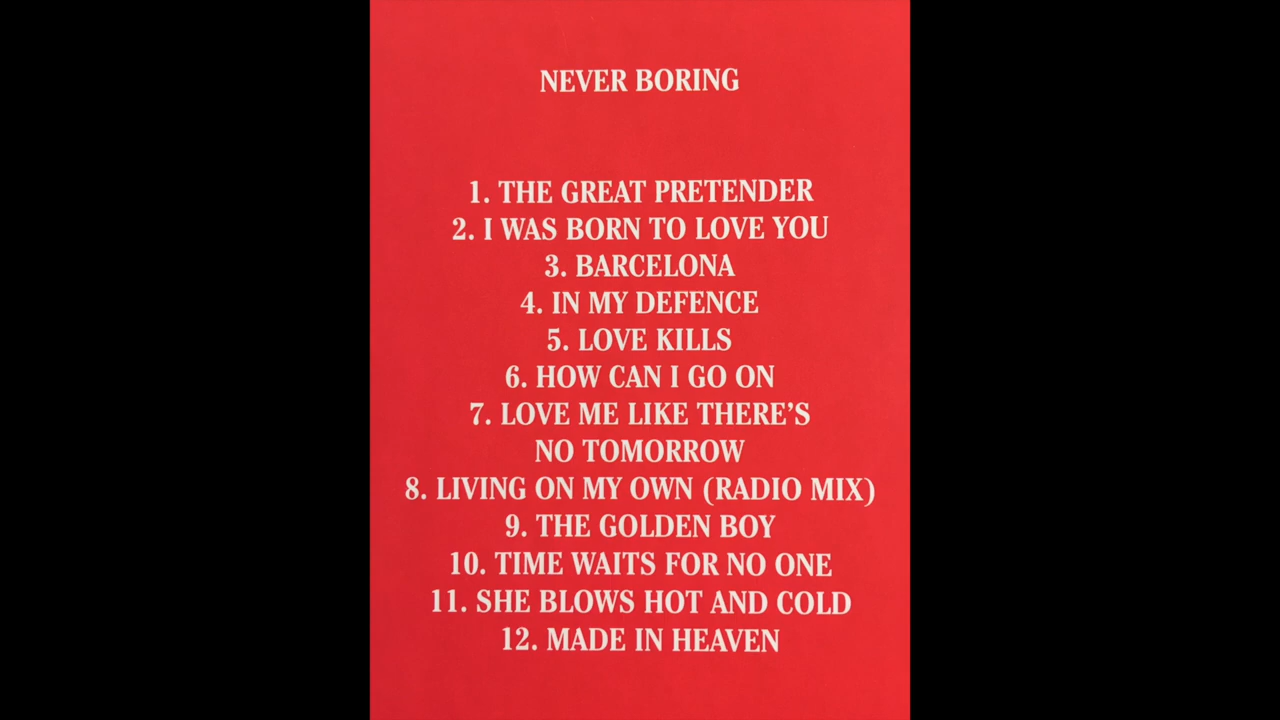 NEVER BORING
1. THE GREAT PRETENDER
2. I WAS BORN TO LOVE YOU
3. BARCELONA
4. IN MY DEFENCE
5. LOVE KILLS
6. HOW CAN I GO ON
7. LOVE ME LIKE THERE’S
NO TOMORROW
8. LIVING ON MY OWN (RADIO MIX)
9. THE GOLDEN BOY
10. TIME WAITS FOR NO ONE
11. SHE BLOWS HOT AND COLD
12. MADE IN HEAVEN